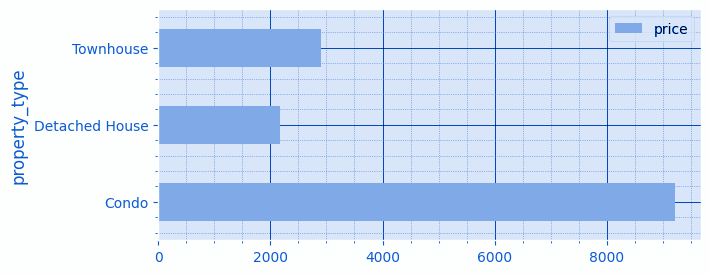 price
property_type
Townhouse
Detached House
Condo
0 2000 4000 6000 8000